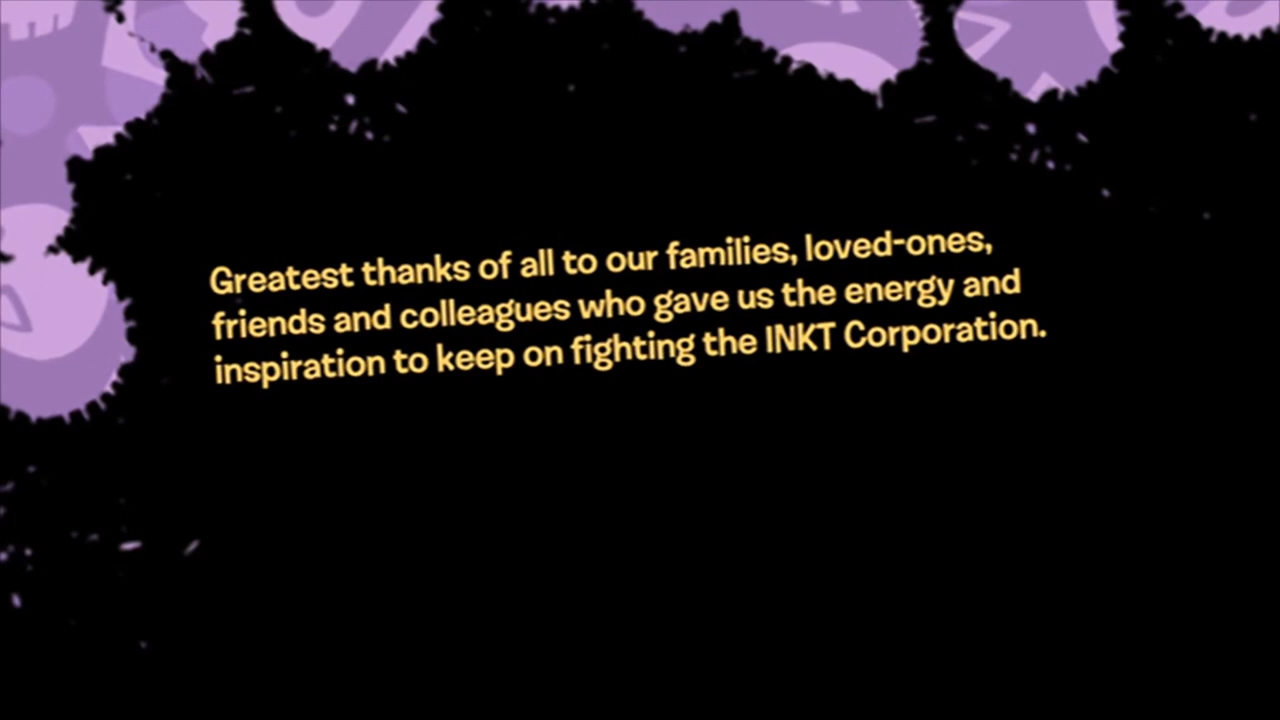 Greatest thanks of all to our families, loved-ones,
friends and colleagues who gave us the energy and
inspiration to keep on fighting the INKT Corporation.